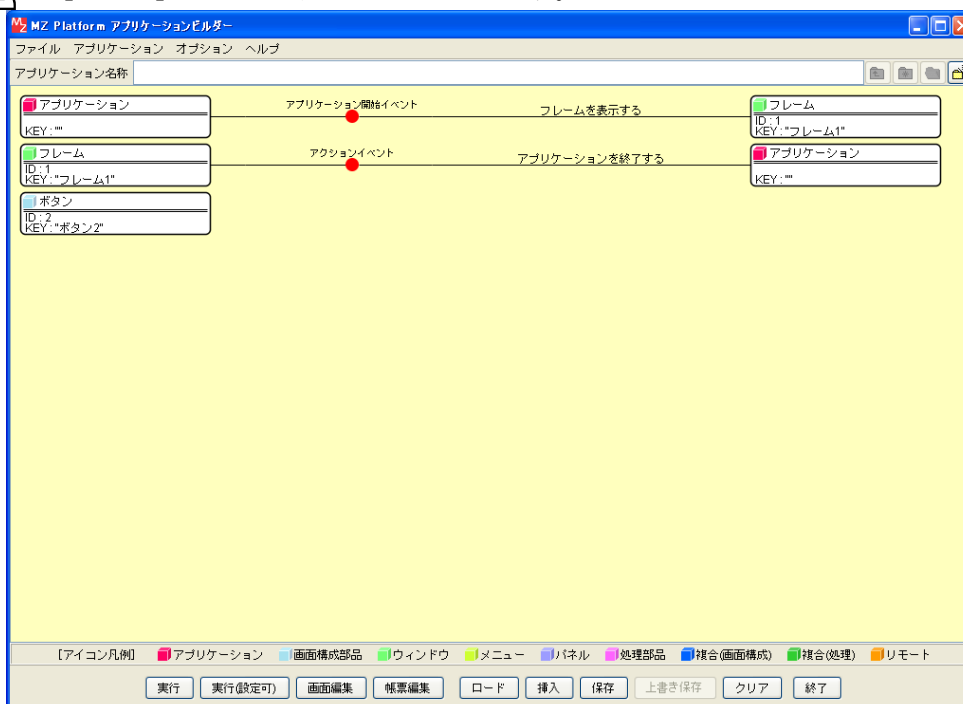 MZ Platform アプリケーションビルダー
ファイル アプリケーション オプション ヘルプ
アプリケーション名称
アプリケーション アプリケーション開始イベント フレームを表示する フレーム
KEY:"" ID:1
KEY:"フレーム1"
フレーム アクションイベント アプリケーションを終了する アプリケーション
ID:1
KEY:"フレーム1" KEY:""
ボタン
ID:2
KEY:"ボタン2"
[アイコン凡例] アプリケーション 画面構成部品 ウィンドウ メニュー パネル 処理部品 複合(画面構成) 複合(処理) リモート
実行 実行(設定可) 画面編集 帳票編集 ロード 挿入 保存 上書き保存 クリア 終了